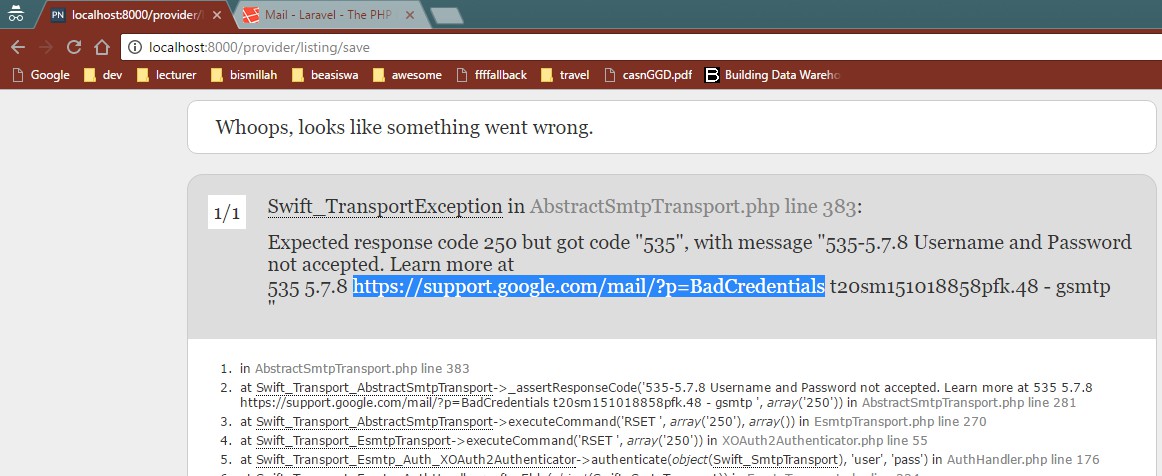 PN localhost:8000/provider/l
Mail - Laravel - The PHP
localhost:8000/provider/listing/save
Google dev lecturer bismillah beasiswa awesome ffffallback travel casnGGD.pdf B Building Data Wareho
Whoops, looks like something went wrong.
1/1
Swift_TransportException in AbstractSmtpTransport.php line 383:
Expected response code 250 but got code "535", with message "535-5.7.8 Username and Password
not accepted. Learn more at
535 5.7.8 https://support.google.com/mail/?p=BadCredentials t20sm151018858pfk.48 - gsmtp
"
1. in AbstractSmtpTransport.php line 383
2. at Swift_Transport_AbstractSmtpTransport->_assertResponseCode('535-5.7.8 Username and Password not accepted. Learn more at 535 5.7.8
https://support.google.com/mail/?p=BadCredentials t20sm151018858pfk.48 - gsmtp ', array('250')) in AbstractSmtpTransport.php line 281
3. at Swift_Transport_AbstractSmtpTransport->executeCommand('RSET ', array('250'), array()) in EsmtpTransport.php line 270
4. at Swift_Transport_EsmtpTransport->executeCommand('RSET ', array('250')) in XOAuth2Authenticator.php line 55
5. at Swift_Transport_Esmtp_Auth_XOAuth2Authenticator->authenticate(object(Swift_SmtpTransport), 'user', 'pass') in AuthHandler.php line 176